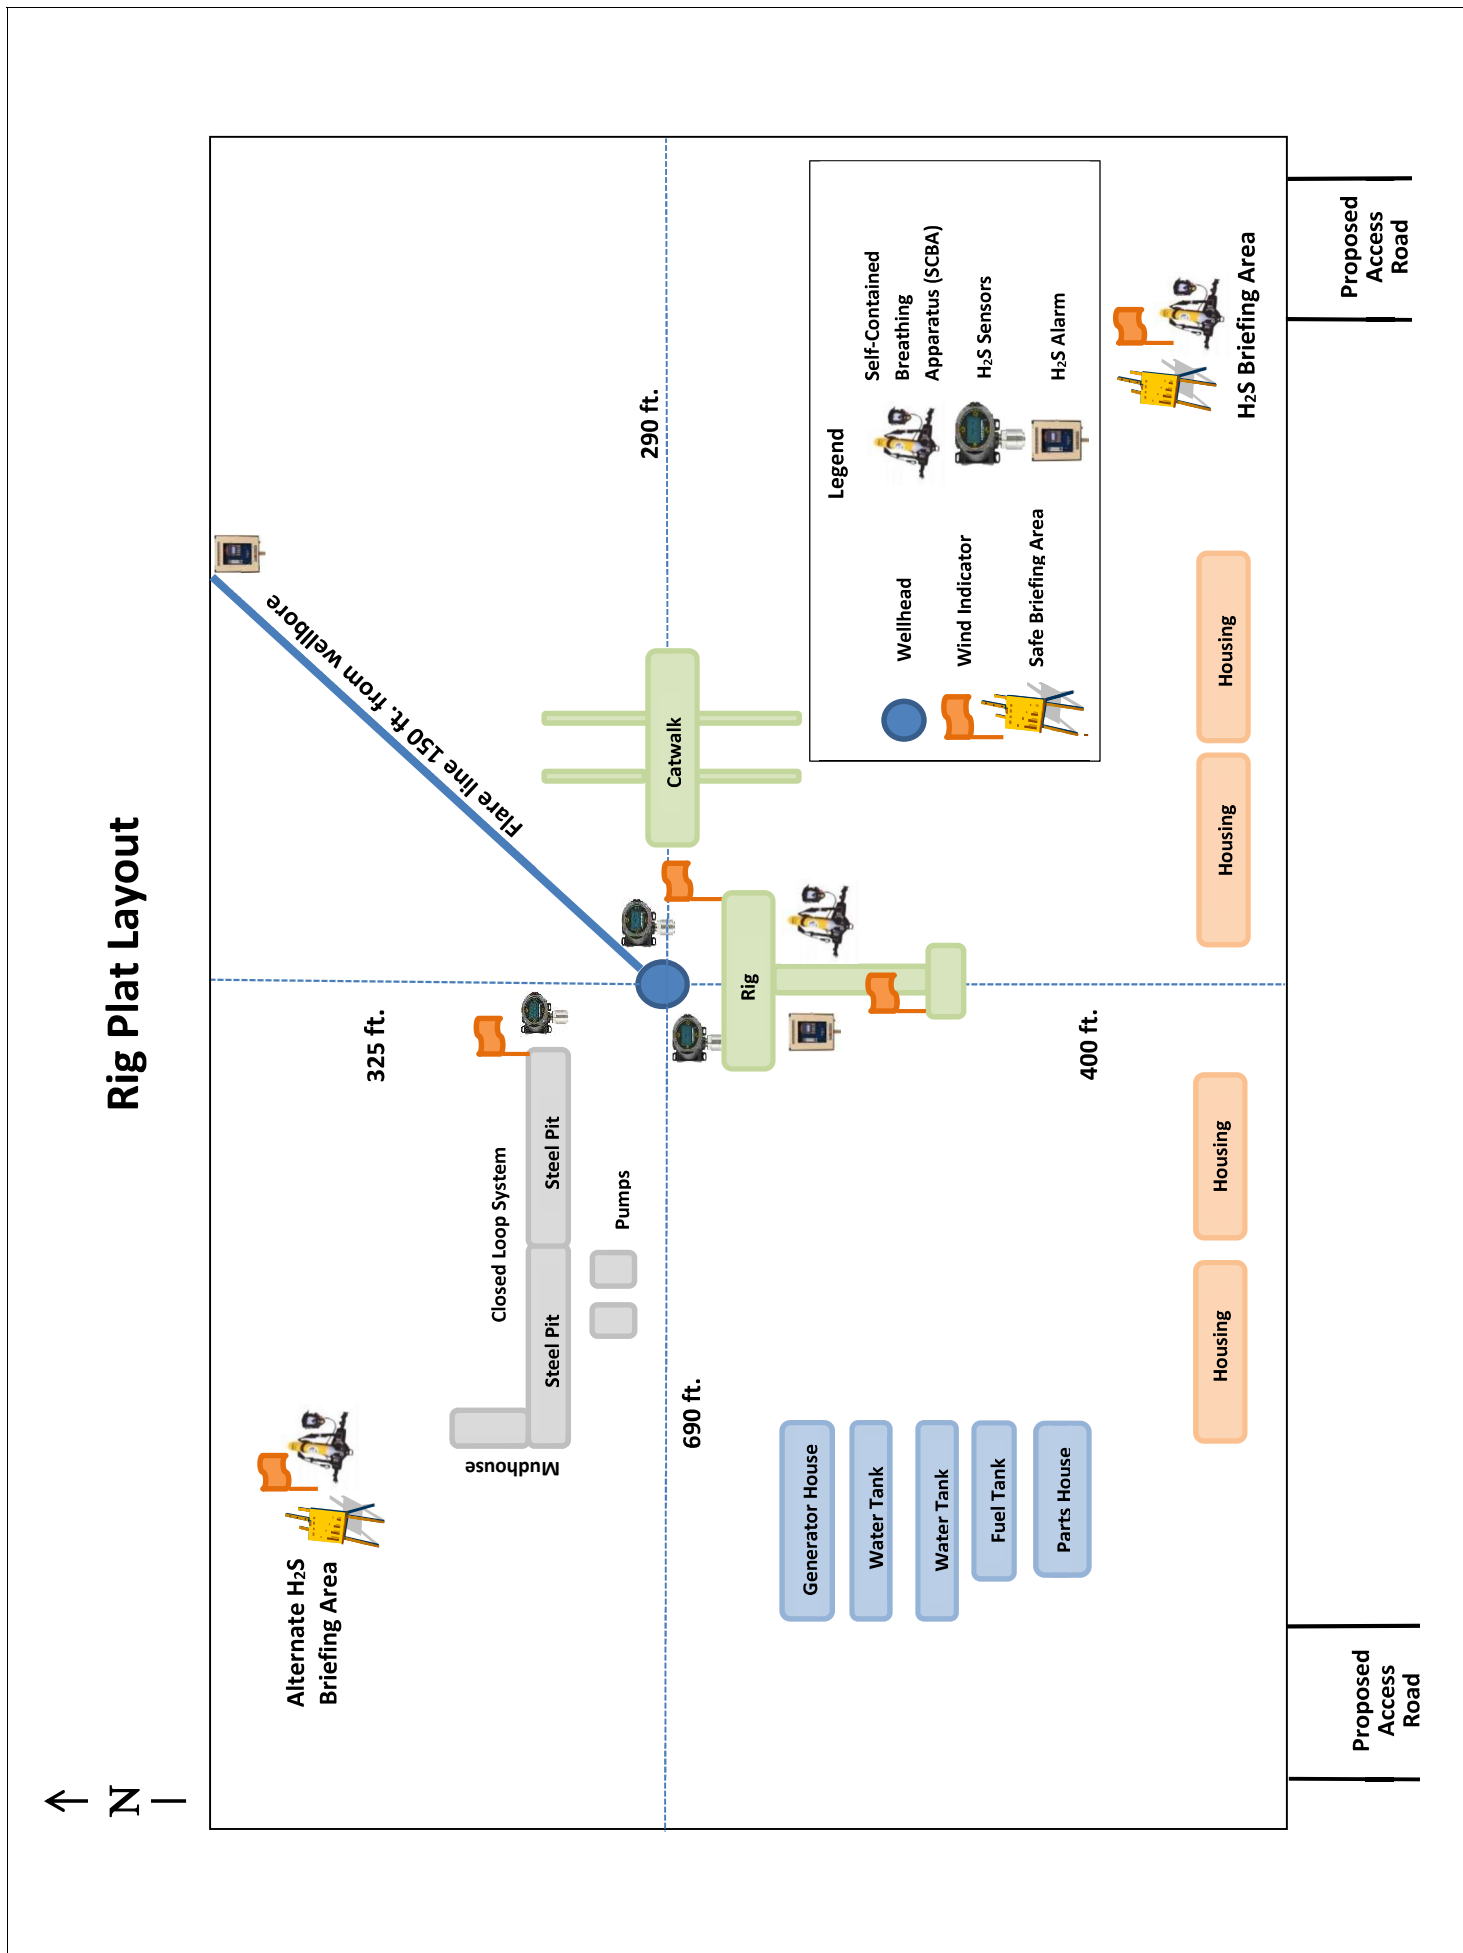 Rig Plat Layout
N
Alternate H₂S
Briefing Area
325 ft.
Flare line 150 ft. from wellbore
Closed Loop System
Mudhouse
Steel Pit
Steel Pit
Pumps
690 ft.
290 ft.
Catwalk
Rig
400 ft.
Generator House
Water Tank
Water Tank
Fuel Tank
Parts House
Legend
Wellhead
Wind Indicator
Safe Briefing Area
Self-Contained
Breathing
Apparatus (SCBA)
H₂S Sensors
H₂S Alarm
Housing
Housing
Housing
Housing
H₂S Briefing Area
Proposed
Access
Road
Proposed
Access
Road